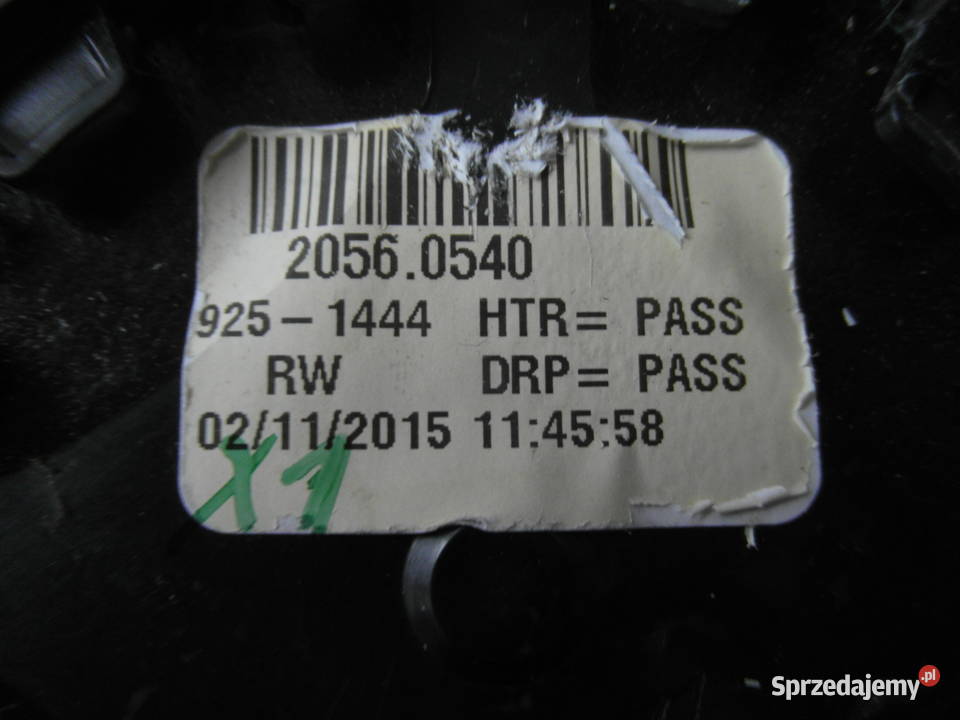 2056.0540
925-1444 HTR= PASS
RW DRP= PASS
02/11/2015 11:45:58
X1
Sprzedajemy.pl